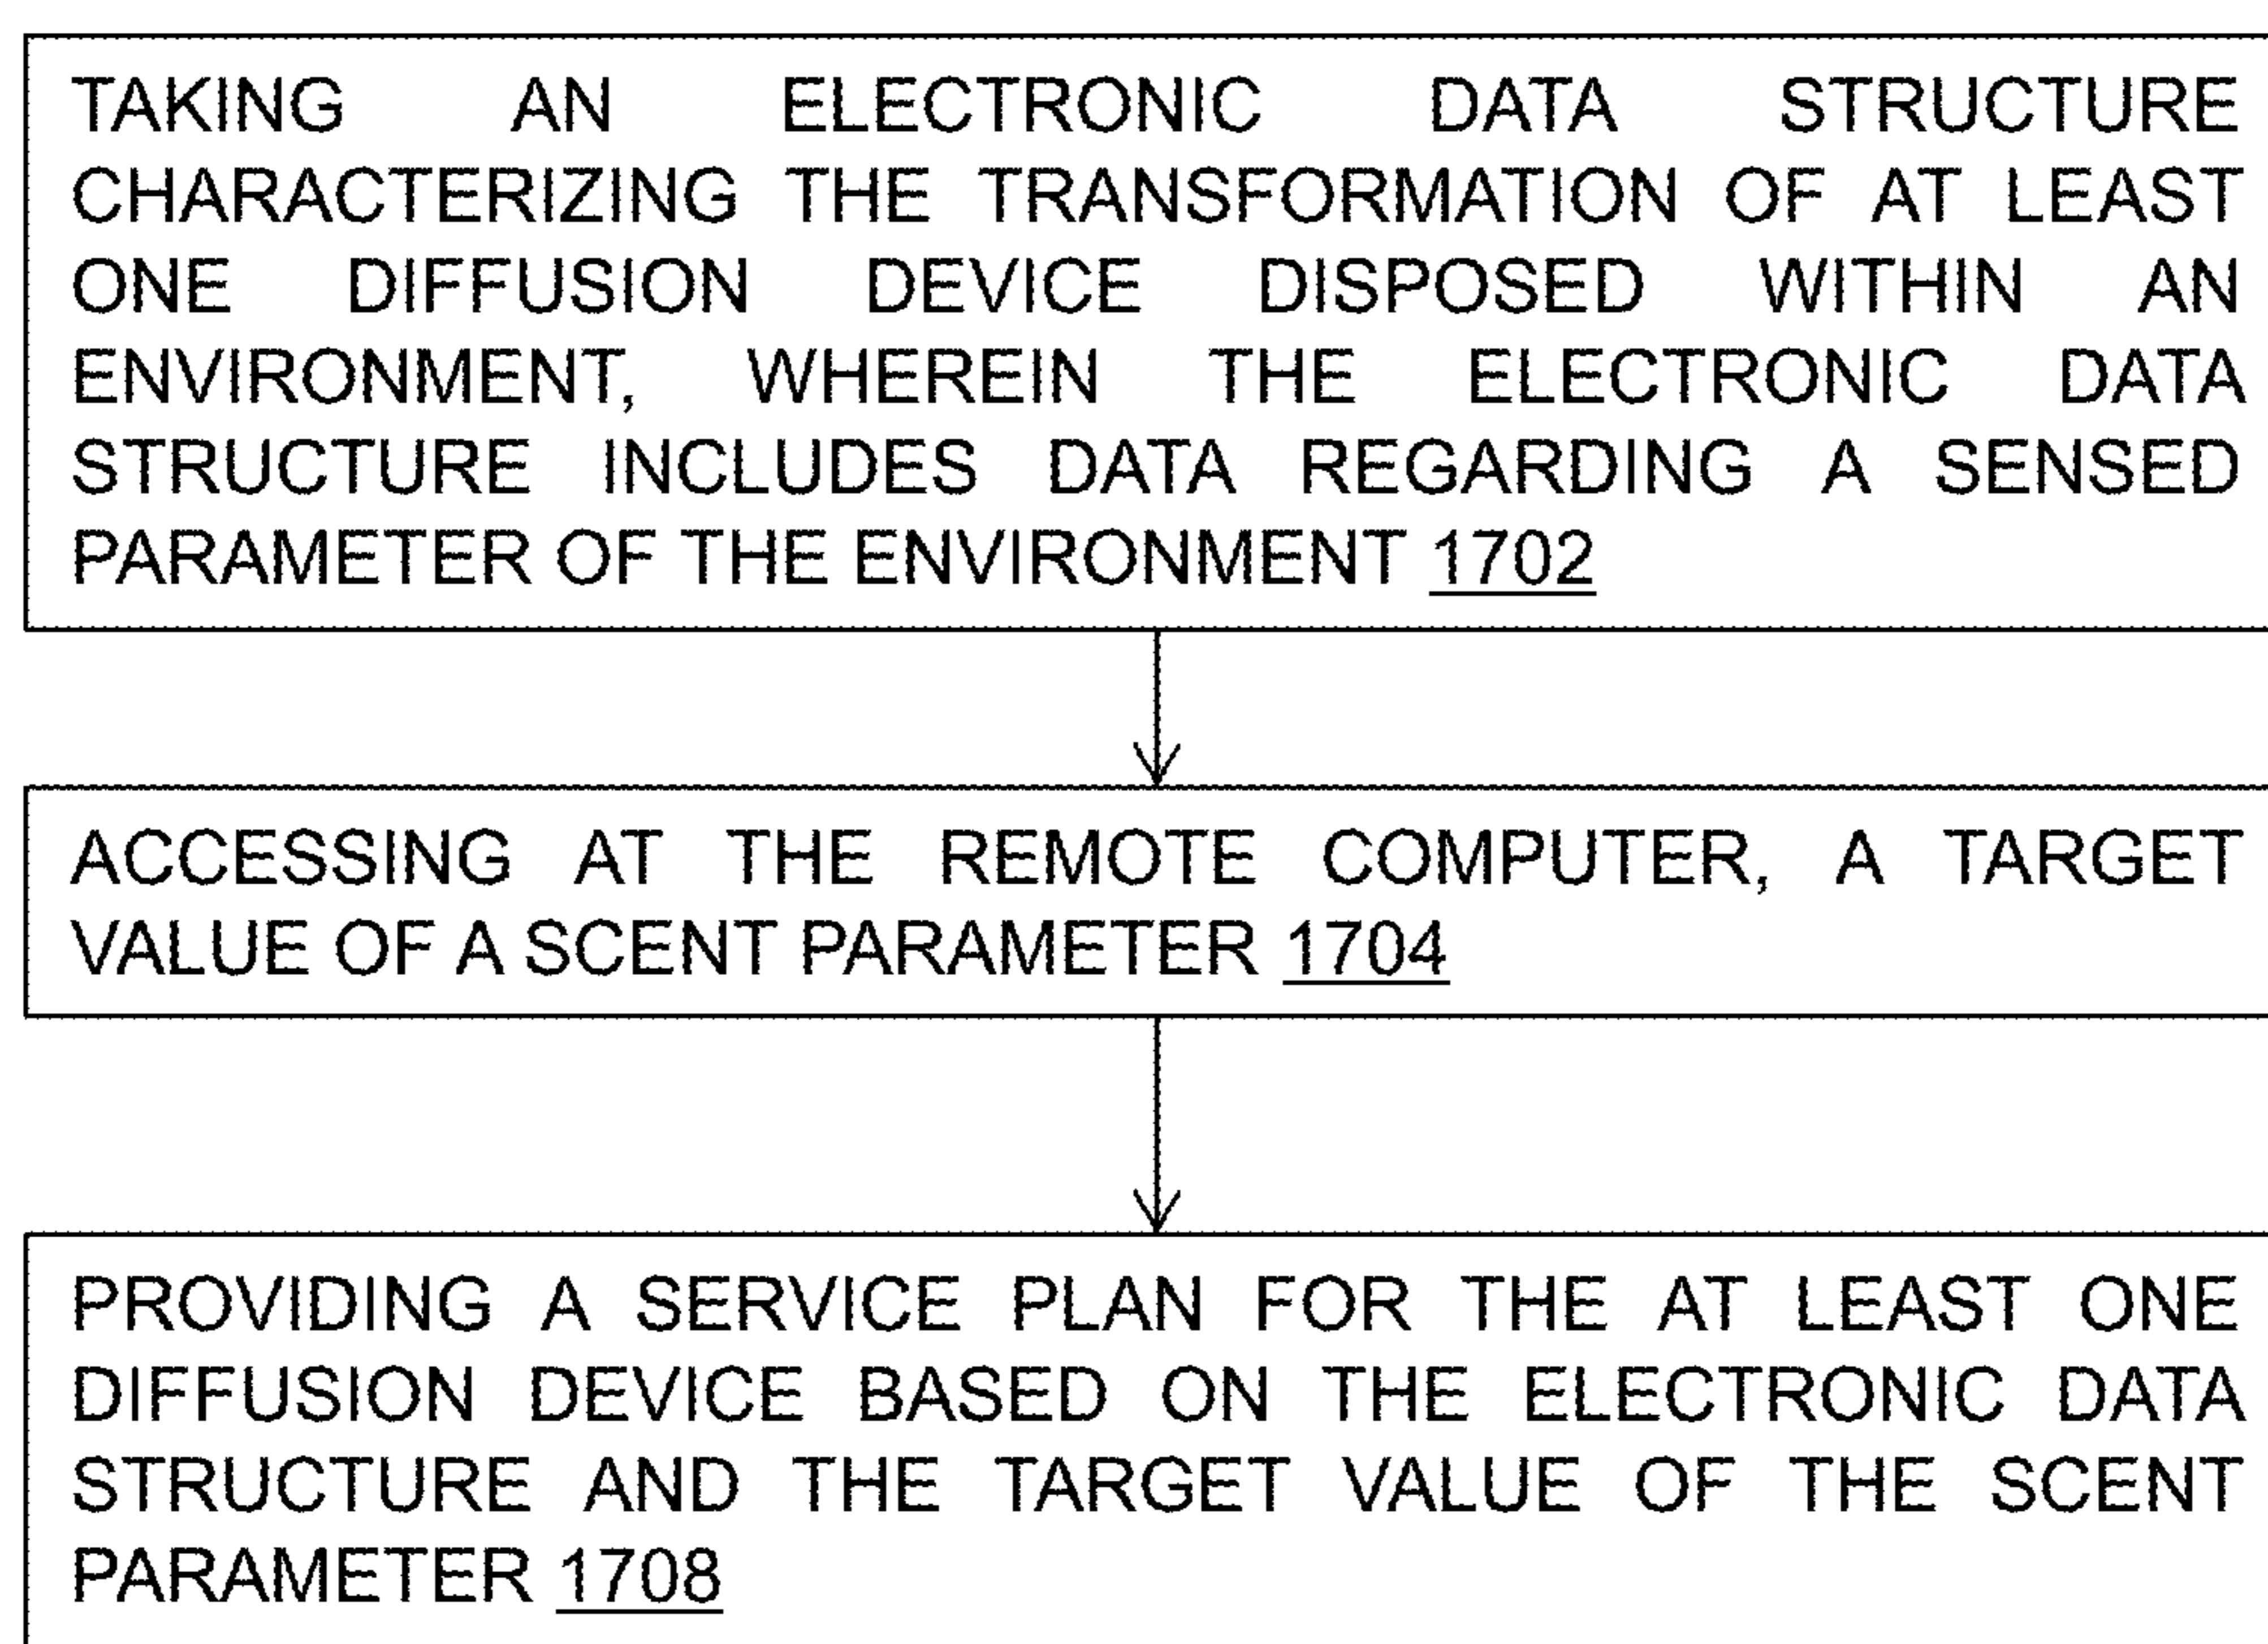 TAKING AN ELECTRONIC DATA STRUCTURE
CHARACTERIZING THE TRANSFORMATION OF AT LEAST
ONE DIFFUSION DEVICE DISPOSED WITHIN AN
ENVIRONMENT, WHEREIN THE ELECTRONIC DATA
STRUCTURE INCLUDES DATA REGARDING A SENSED
PARAMETER OF THE ENVIRONMENT 1702
ACCESSING AT THE REMOTE COMPUTER, A TARGET
VALUE OF A SCENT PARAMETER 1704
PROVIDING A SERVICE PLAN FOR THE AT LEAST ONE
DIFFUSION DEVICE BASED ON THE ELECTRONIC DATA
STRUCTURE AND THE TARGET VALUE OF THE SCENT
PARAMETER 1708